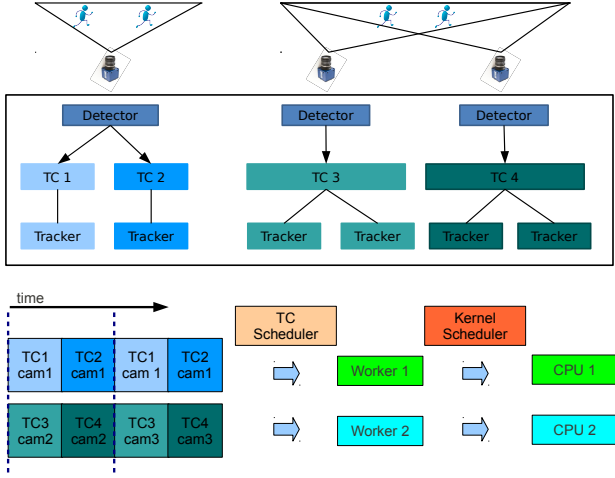 Detector
Detector
Detector
TC 1
TC 2
TC 3
TC 4
Tracker
Tracker
Tracker
Tracker
Tracker
Tracker
time
TC
Scheduler
Kernel
Scheduler
TC1
cam1
TC2
cam1
TC1
cam 1
TC2
cam1
Worker 1
CPU 1
TC3
cam2
TC4
cam2
TC3
cam3
TC4
cam3
Worker 2
CPU 2